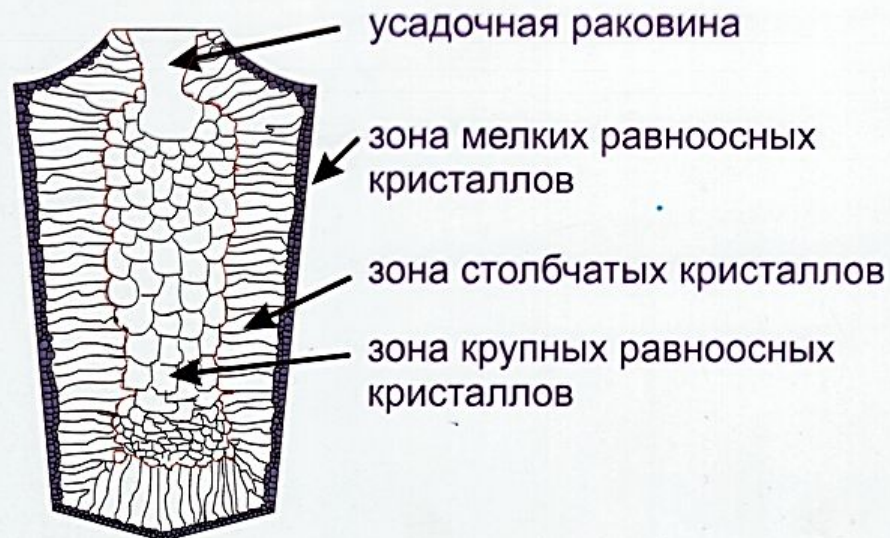 усадочная раковина
зона мелких равноосных
кристаллов
зона столбчатых кристаллов
зона крупных равноосных
кристаллов